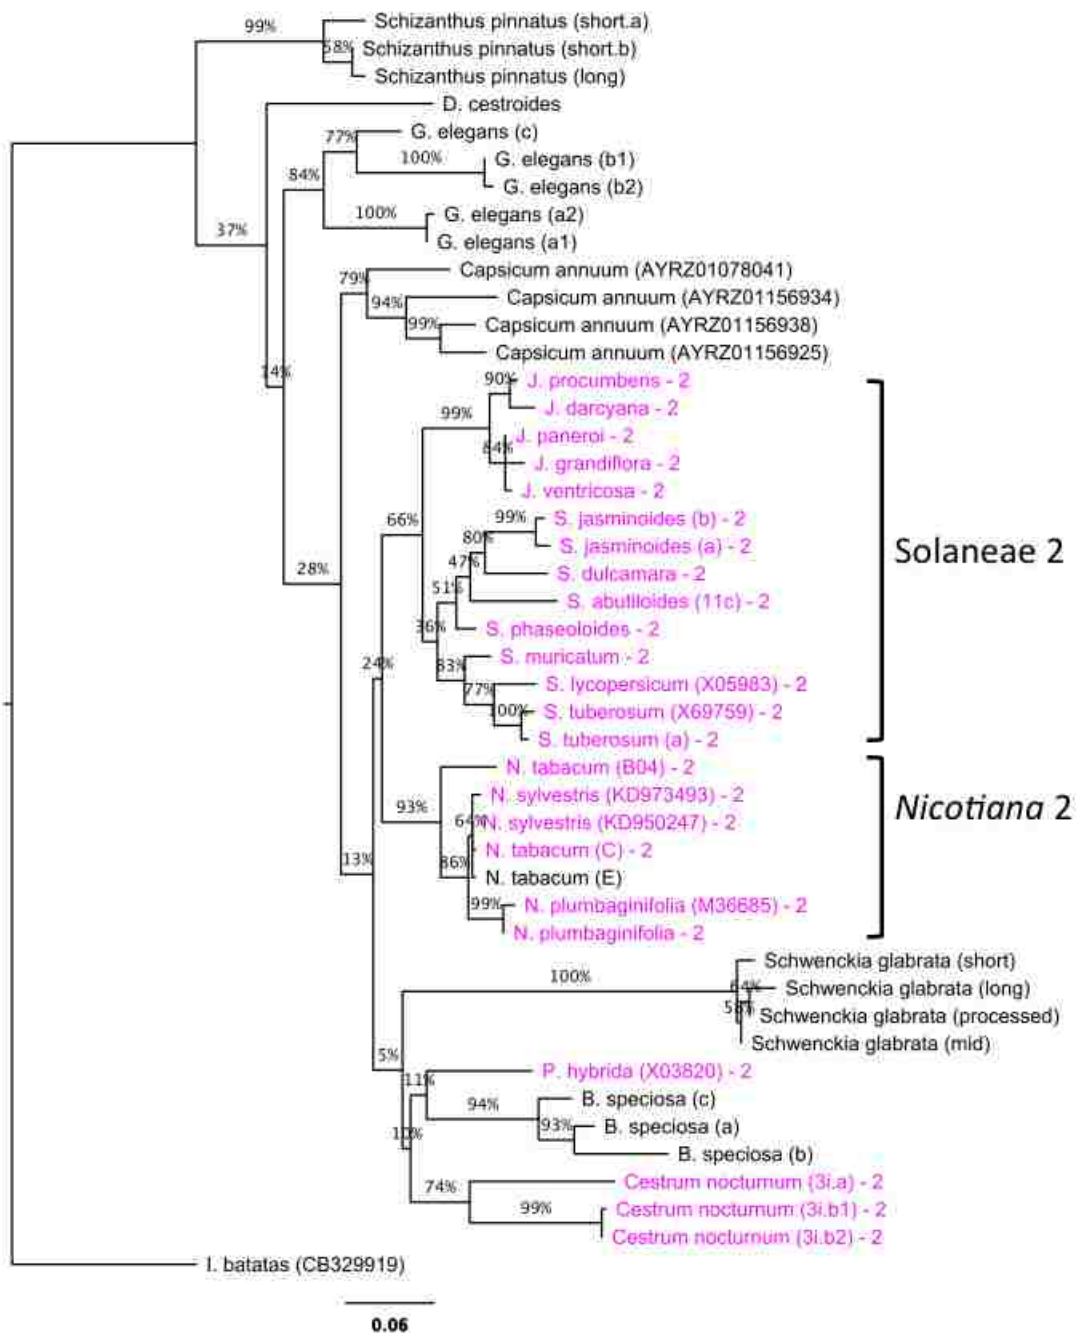 99%
Schizanthus pinnatus (short.a)
58%
Schizanthus pinnatus (short.b)
Schizanthus pinnatus (long)
D. cestroides
77%
G. elegans (c)
100%
G. elegans (b1)
84%
G. elegans (b2)
100%
G. elegans (a2)
37%
G. elegans (a1)
79%
Capsicum annuum (AYRZ01078041)
94%
Capsicum annuum (AYRZ01156934)
99%
Capsicum annuum (AYRZ01156938)
Capsicum annuum (AYRZ01156925)
14%
90%
J. procumbens - 2
99%
J. darcyana - 2
J. paneroi - 2
84%
J. grandiflora - 2
J. ventricosa - 2
66%
99%
S. jasminoides (b) - 2
80%
S. jasminoides (a) - 2
Solaneae 2
28%
47%
S. dulcamara - 2
51%
S. abutiloides (11c) - 2
36%
S. phaseoloides - 2
24%
83%
S. muricatum - 2
77%
S. lycopersicum (X05983) - 2
100%
S. tuberosum (X69759) - 2
S. tuberosum (a) - 2
N. tabacum (B04) - 2
93%
N. sylvestris (KD973493) - 2
Nicotiana 2
64%
N. sylvestris (KD950247) - 2
13%
86%
N. tabacum (C) - 2
N. tabacum (E)
99%
N. plumbaginifolia (M36685) - 2
N. plumbaginifolia - 2
100%
Schwenckia glabrata (short)
64%
Schwenckia glabrata (long)
58%
Schwenckia glabrata (processed)
Schwenckia glabrata (mid)
5%
11%
P. hybrida (X03820) - 2
94%
B. speciosa (c)
10%
93%
B. speciosa (a)
B. speciosa (b)
74%
Cestrum nocturnum (3i.a) - 2
99%
Cestrum nocturnum (3i.b1) - 2
Cestrum nocturnum (3i.b2) - 2
I. batatas (CB329919)
0.06